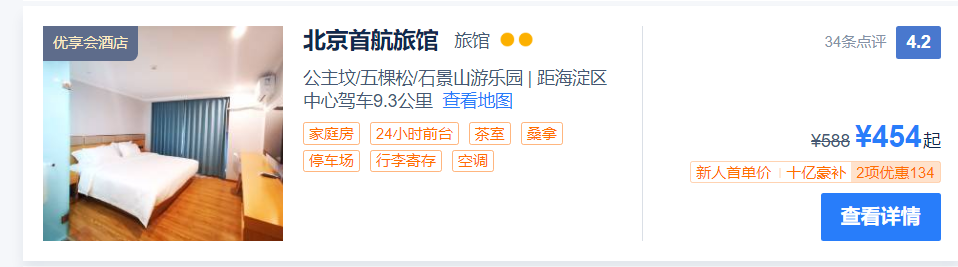 优享会酒店
北京首航旅馆 旅馆
公主坟/五棵松/石景山游乐园 | 距海淀区
中心驾车9.3公里 查看地图
家庭房 24小时前台 茶室 桑拿
停车场 行李寄存 空调
34条点评 4.2
¥588 ¥454起
新人首单价 十亿豪补 2项优惠134
查看详情